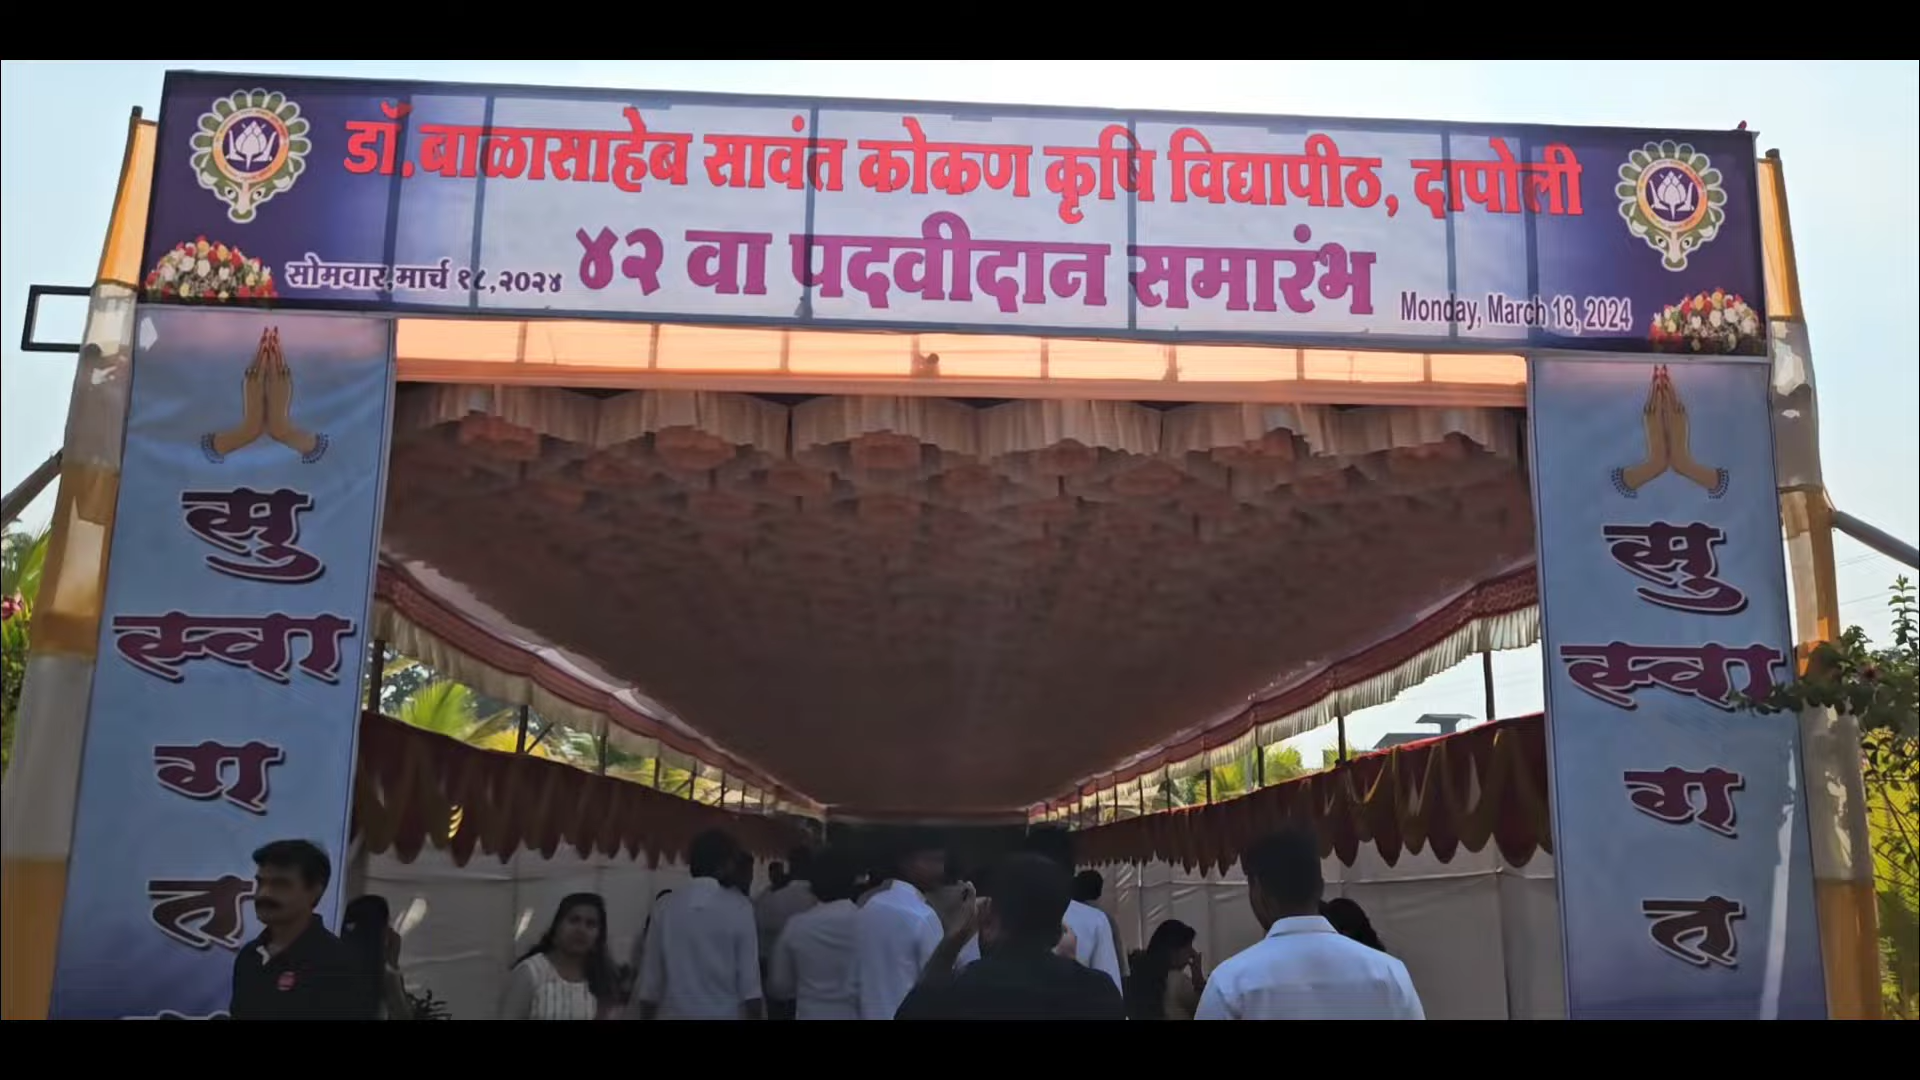 डॉ.बाळासाहेब सावंत कोकण कृषि विद्यापीठ, दापोली
४२ वा पदवीदान समारंभ
सोमवार,मार्च १८,२०२४
Monday, March 18, 2024
सु
स्वा
ग
त
सु
स्वा
ग
त